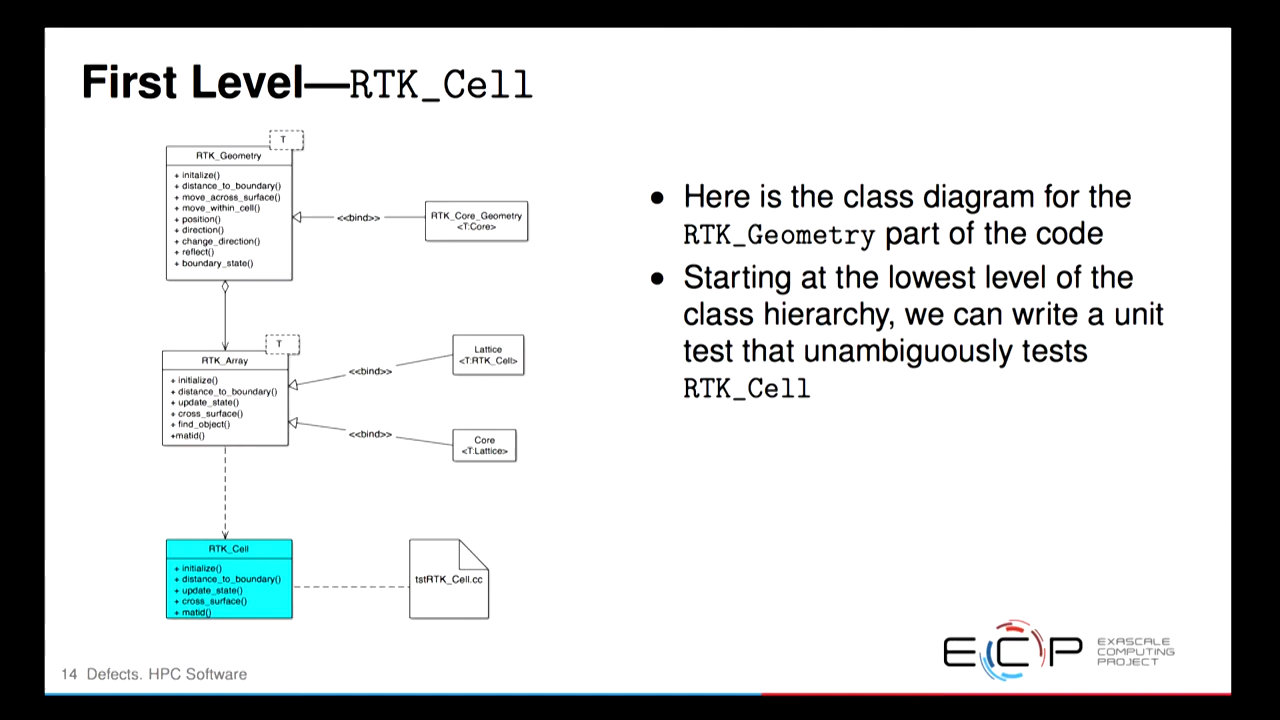 First Level—RTK_Cell
T
RTK_Geometry
+ initalize()
+ distance_to_boundary()
+ move_across_surface()
+ move_within_cell()
+ position()
+ direction()
+ change_direction()
+ reflect()
+ boundary_state()
<<bind>>
RTK_Core_Geometry
<T:Core>
T
RTK_Array
+ initialize()
+ distance_to_boundary()
+ update_state()
+ cross_surface()
+ find_object()
+matid()
<<bind>>
Lattice
<T:RTK_Cell>
<<bind>>
Core
<T:Lattice>
RTK_Cell
+ initialize()
+ distance_to_boundary()
+ update_state()
+ cross_surface()
+ matid()
tstRTK_Cell.cc
• Here is the class diagram for the
RTK_Geometry part of the code
• Starting at the lowest level of the
class hierarchy, we can write a unit
test that unambiguously tests
RTK_Cell
14 Defects. HPC Software
ECP
EXASCALE
COMPUTING
PROJECT